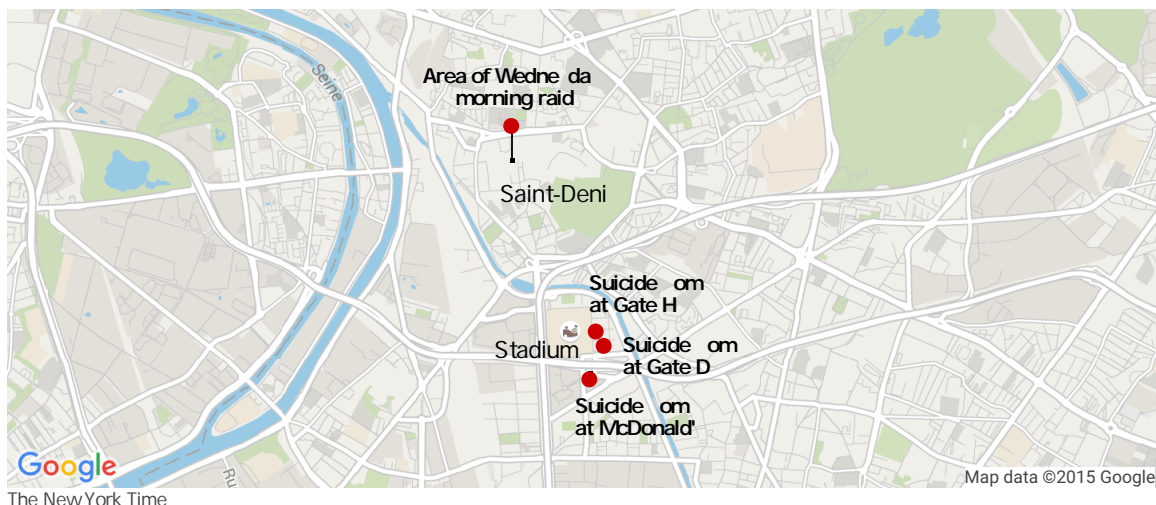 Seine
Area of Wedne da
morning raid
Saint-Deni
Suicide om
at Gate H
Stadium
Suicide om
at Gate D
Suicide om
at McDonald'
Google
Ru
Map data ©2015 Google
The New York Time